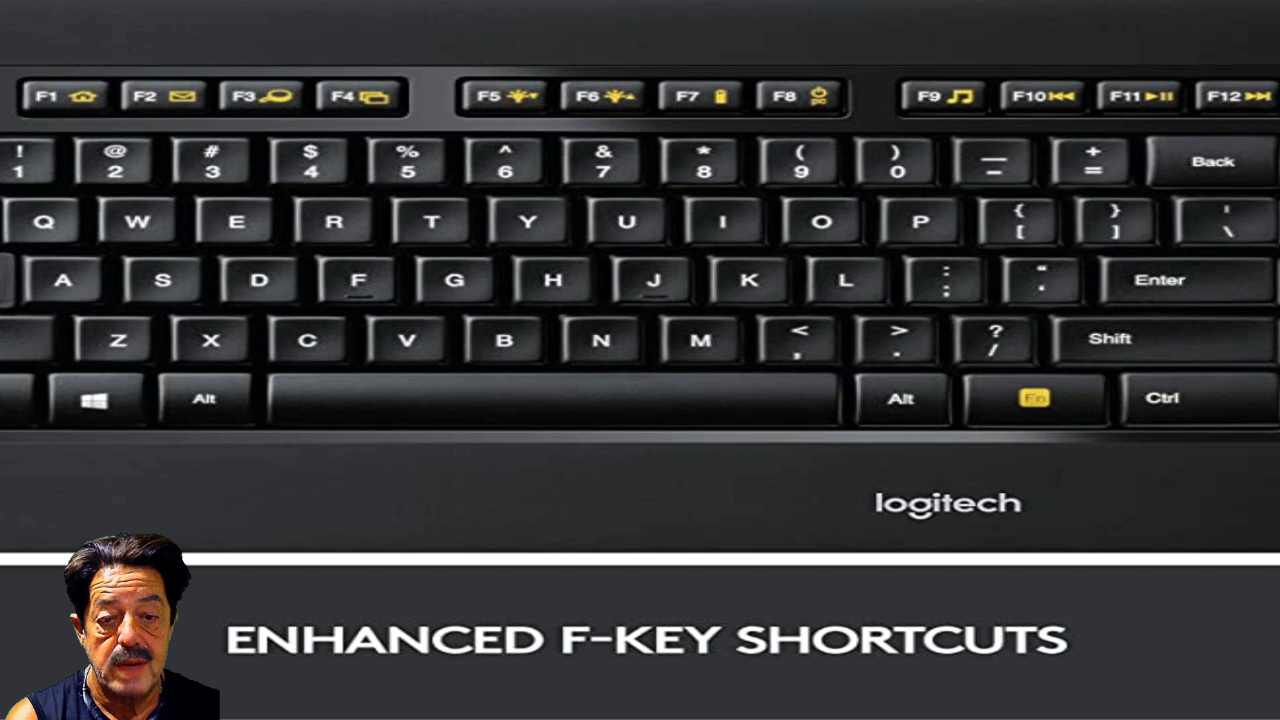 F1 F2 F3 F4 F5 F6 F7 F8 PC F9 F10 F11 F12
! @ # $ % ^ & * ( ) _ +
1 2 3 4 5 6 7 8 9 0 - = Back
Q W E R T Y U I O P { [ } ] \
A S D F G H J K L : ; " ' Enter
Z X C V B N M < , > . ? / Shift
Alt Alt Fn Ctrl
logitech
ENHANCED F-KEY SHORTCUTS